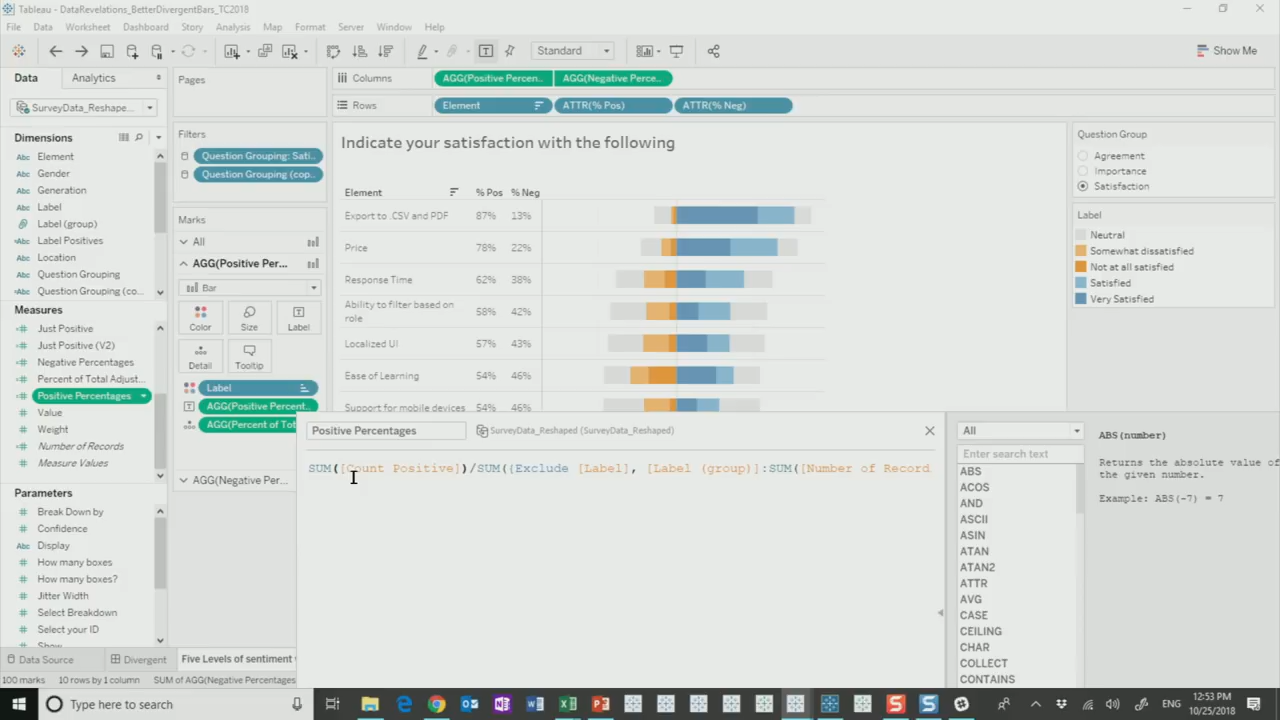 Tableau - DataRevelations_BetterDivergentBars_TC2018
File Data Worksheet Dashboard Story Analysis Map Format Server Window Help
Standard
Show Me
Data Analytics
SurveyData_Reshape...
Dimensions
Abc Element
Abc Gender
Abc Generation
Abc Label
Label (group)
Abc Label Positives
Abc Location
Abc Question Grouping
Abc Question Grouping (co...
Measures
Just Positive
Just Positive (V2)
Negative Percentages
Percent of Total Adjust...
Positive Percentages
Value
Weight
Number of Records
Measure Values
Parameters
Break Down by
Confidence
Abc Display
How many boxes
How many boxes?
Jitter Width
Select Breakdown
Select your ID
Show
Pages
Filters
Question Grouping: Sati..
Question Grouping (cop..
Marks
All
AGG(Positive Per...
Bar
Color Size Label
Detail Tooltip
Label
AGG(Positive Percent..
AGG(Percent of Tot..
AGG(Negative Per...
Columns AGG(Positive Percen.. AGG(Negative Perce..
Rows Element ATTR(% Pos) ATTR(% Neg)
Indicate your satisfaction with the following
Element % Pos % Neg
Export to .CSV and PDF 87% 13%
Price 78% 22%
Response Time 62% 38%
Ability to filter based on
role 58% 42%
Localized UI 57% 43%
Ease of Learning 54% 46%
Support for mobile devices 54% 46%
Question Group
Agreement
Importance
Satisfaction
Label
Neutral
Somewhat dissatisfied
Not at all satisfied
Satisfied
Very Satisfied
Positive Percentages SurveyData_Reshaped (SurveyData_Reshaped)
SUM([Count Positive])/SUM({Exclude [Label], [Label (group)]:SUM([Number of Record
All
Enter search text
ABS
ACOS
AND
ASCII
ASIN
ATAN
ATAN2
ATTR
AVG
CASE
CEILING
CHAR
COLLECT
CONTAINS
ABS(number)
Returns the absolute value of
the given number.
Example: ABS(-7) = 7
Data Source Divergent Five Levels of sentiment
100 marks 10 rows by 1 column SUM of AGG(Negative Percentages
Type here to search
12:53 PM
10/25/2018